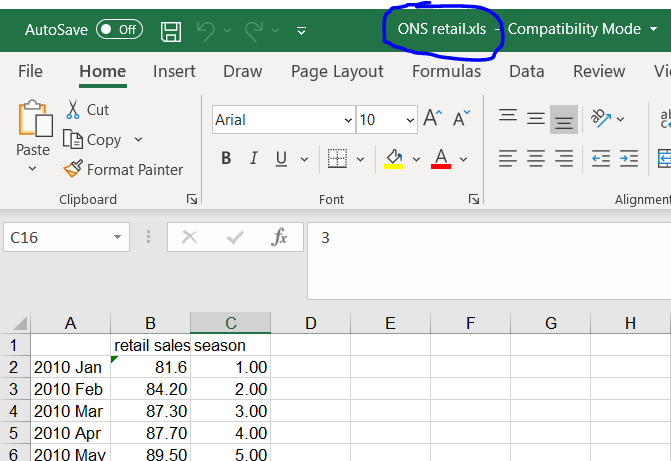 AutoSave Off ONS retail.xls - Compatibility Mode
File Home Insert Draw Page Layout Formulas Data Review
Paste Cut
Copy
Format Painter
Clipboard
Arial 10 A A
B I U A
Font
ab
Alignmen
C16 fx 3
A B C D E F G H
1 retail sales season
2 2010 Jan 81.6 1.00
3 2010 Feb 84.20 2.00
4 2010 Mar 87.30 3.00
5 2010 Apr 87.70 4.00
6 2010 May 89.50 5.00